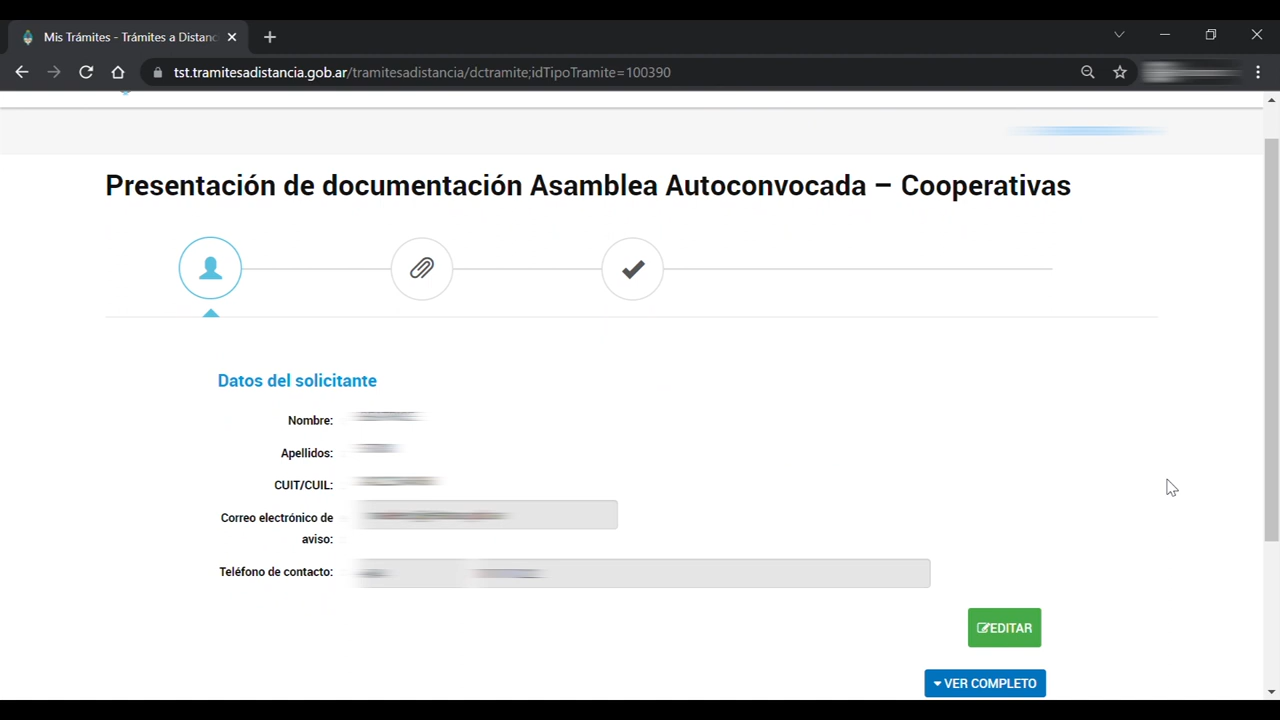 Mis Trámites - Trámites a Distanc
tst.tramitesadistancia.gob.ar/tramitesadistancia/dctramite;idTipoTramite=100390
Presentación de documentación Asamblea Autoconvocada – Cooperativas
Datos del solicitante
Nombre:
Apellidos:
CUIT/CUIL:
Correo electrónico de
aviso:
Teléfono de contacto:
EDITAR
VER COMPLETO